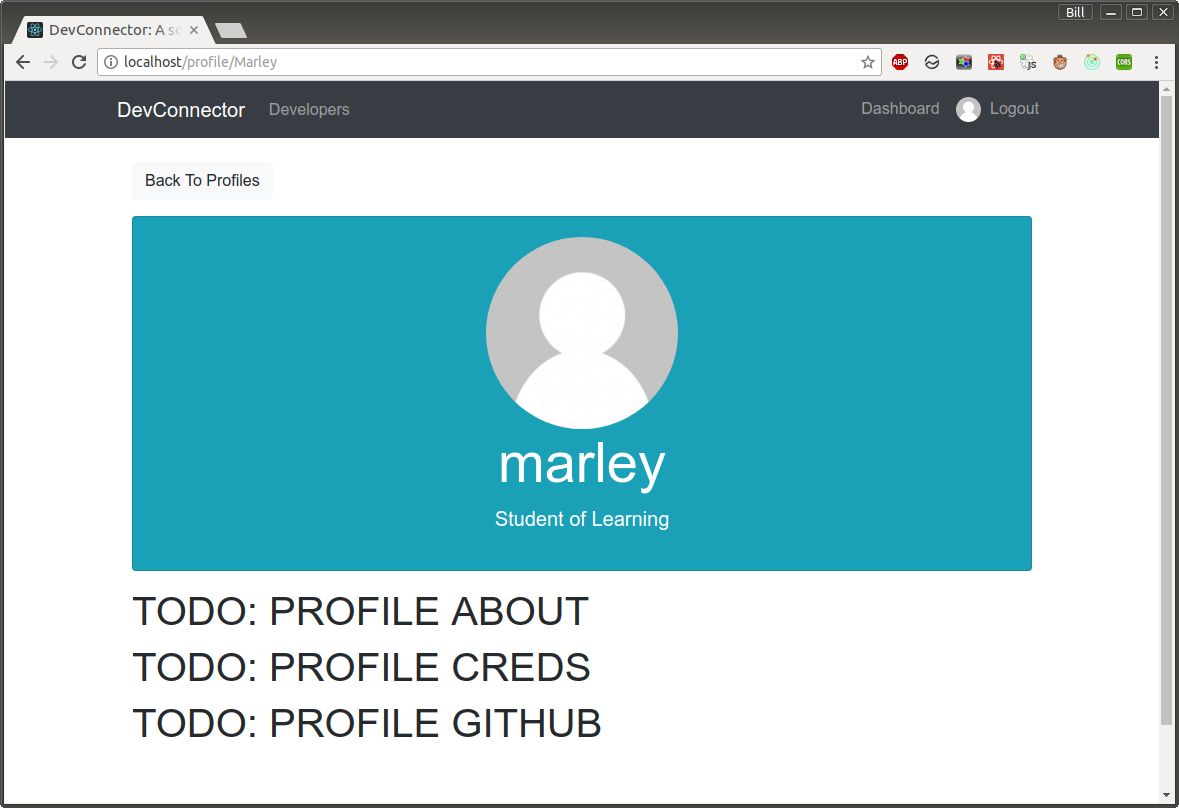 Bill
DevConnector: A so
localhost/profile/Marley
ABP
JS
CORS
DevConnector Developers Dashboard Logout
Back To Profiles
marley
Student of Learning
TODO: PROFILE ABOUT
TODO: PROFILE CREDS
TODO: PROFILE GITHUB